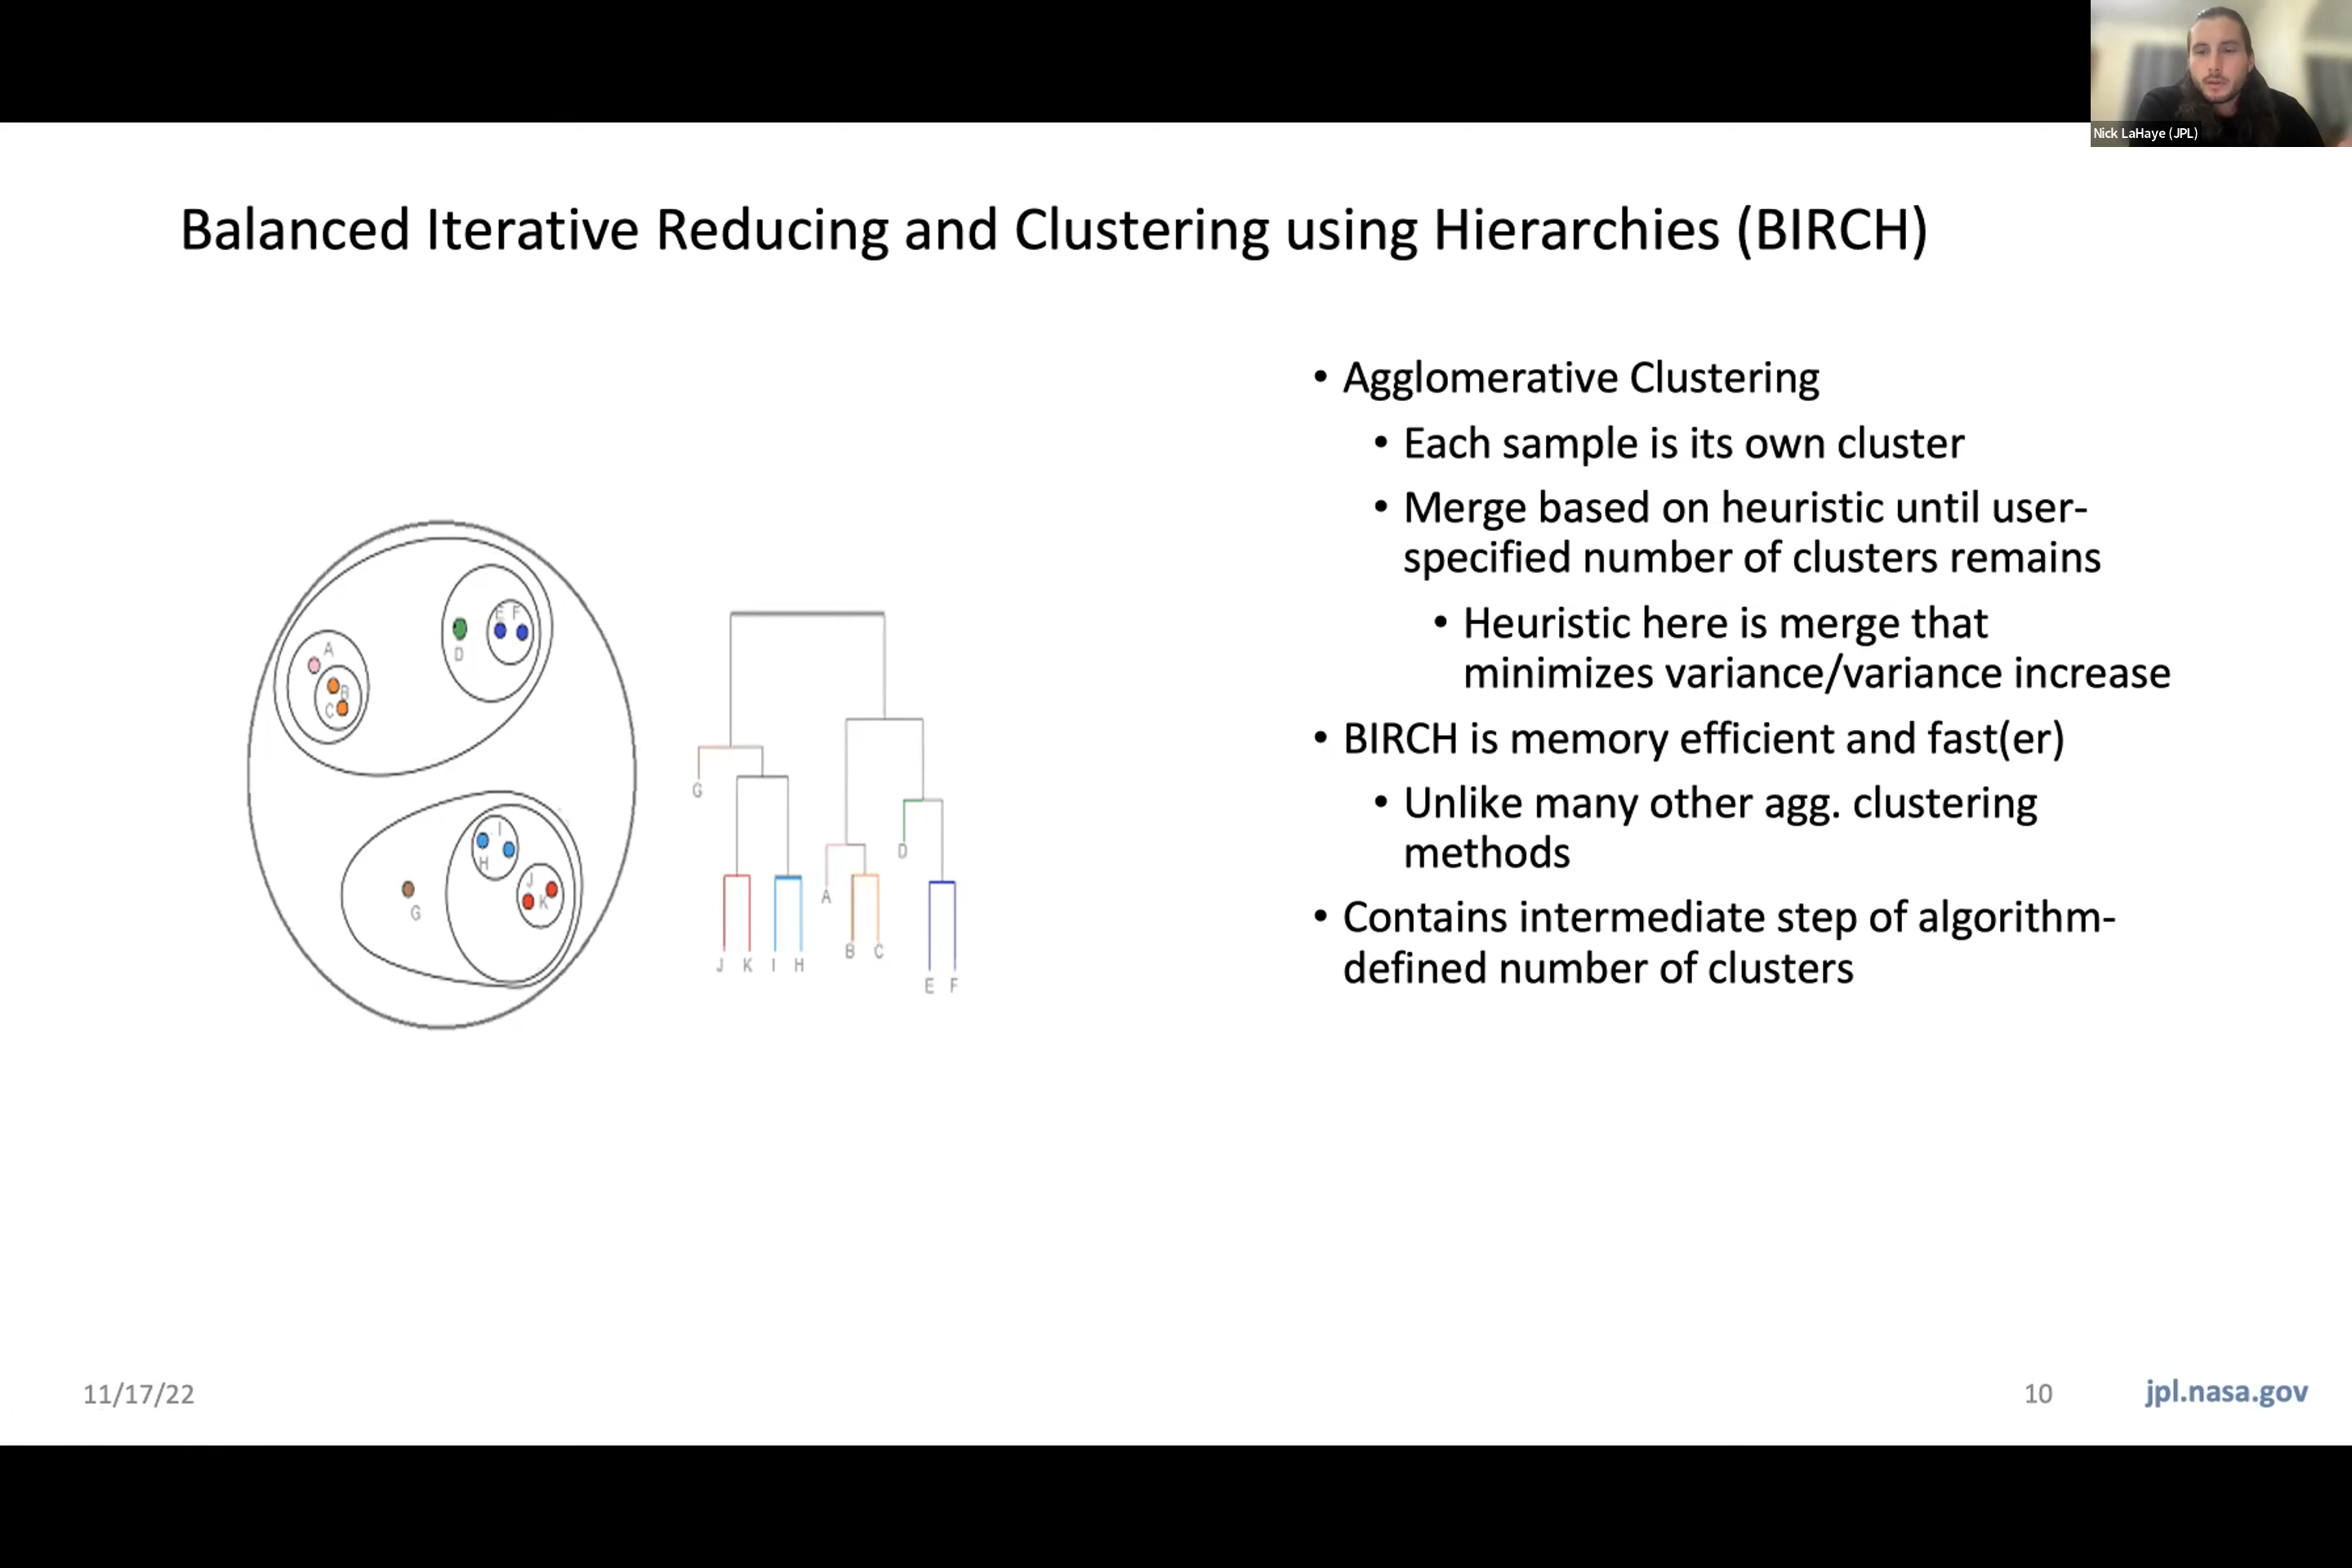 Nick LaHaye (JPL)
Balanced Iterative Reducing and Clustering using Hierarchies (BIRCH)
• Agglomerative Clustering
• Each sample is its own cluster
• Merge based on heuristic until user-
specified number of clusters remains
• Heuristic here is merge that
minimizes variance/variance increase
• BIRCH is memory efficient and fast(er)
• Unlike many other agg. clustering
methods
• Contains intermediate step of algorithm-
defined number of clusters
E F
D
A
B
C
I
H
J
K
G
G
D
A
B C
J K I H
E F
11/17/22
10
jpl.nasa.gov